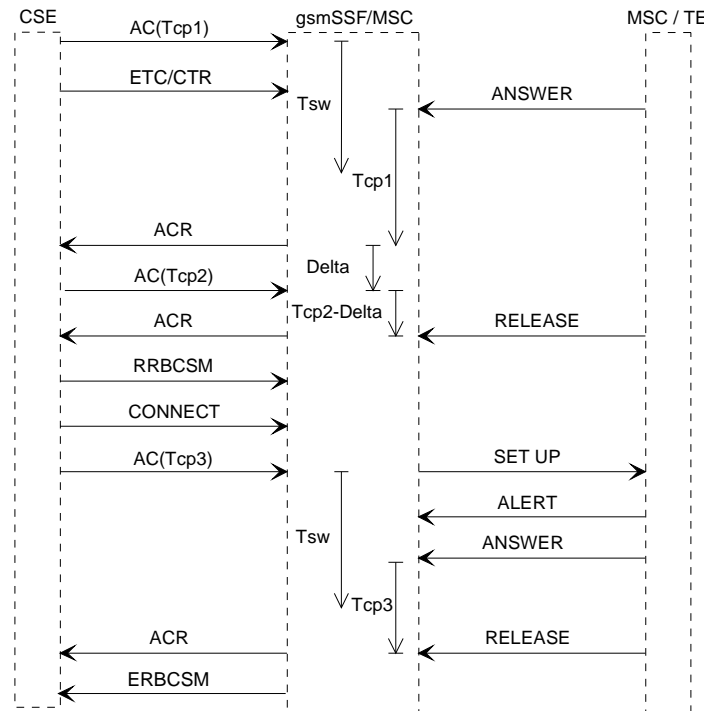 CSE gsmSSF/MSC MSC / TE
AC(Tcp1)
ETC/CTR
Tsw
ANSWER
Tcp1
ACR
Delta
AC(Tcp2)
Tcp2-Delta
ACR RELEASE
RRBCSM
CONNECT
AC(Tcp3) SET UP
ALERT
Tsw ANSWER
Tcp3
ACR RELEASE
ERBCSM